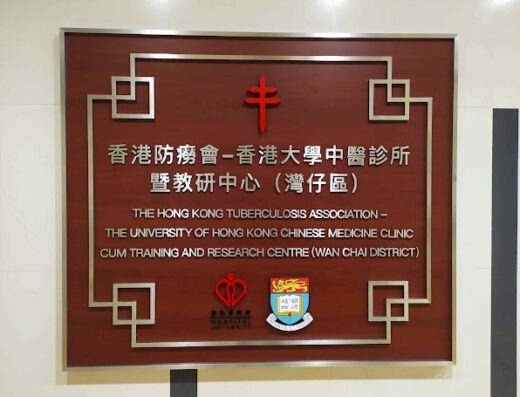 香港防癆會–香港大學中醫診所
暨教研中心（灣仔區）
THE HONG KONG TUBERCULOSIS ASSOCIATION –
THE UNIVERSITY OF HONG KONG CHINESE MEDICINE CLINIC
CUM TRAINING AND RESEARCH CENTRE (WAN CHAI DISTRICT)
HOSPITAL
AUTHORITY